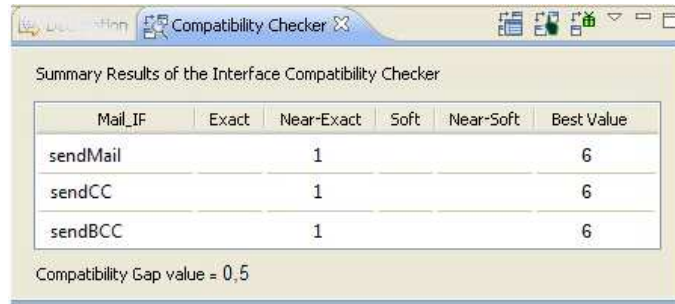 Compatibility Checker
Summary Results of the Interface Compatibility Checker
Mail_IF Exact Near-Exact Soft Near-Soft Best Value
sendMail 1 6
sendCC 1 6
sendBCC 1 6
Compatibility Gap value = 0,5